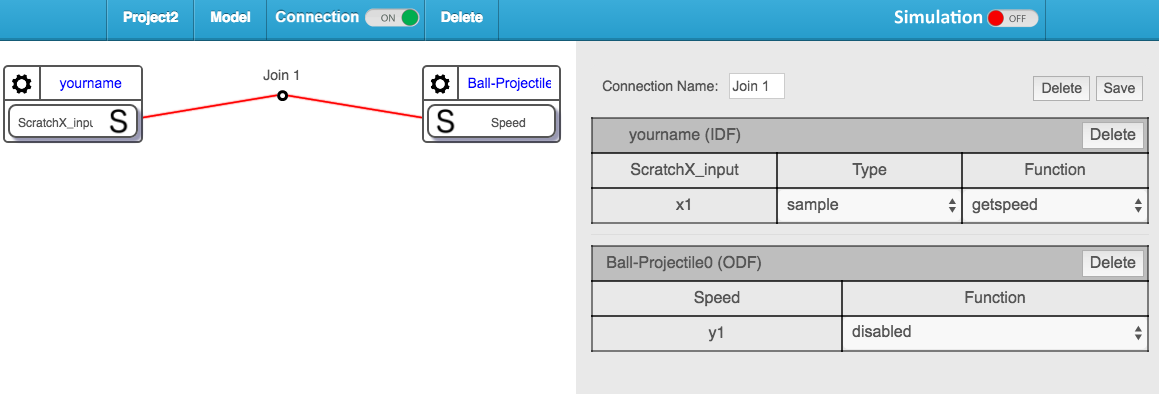 Project2 Model Connection ON Delete Simulation OFF
yourname
ScratchX_inpu S
Join 1
Ball-Projectile
S Speed
Connection Name: Join 1 Delete Save
yourname (IDF) Delete
ScratchX_input Type Function
x1 sample getspeed
Ball-Projectile0 (ODF) Delete
Speed Function
y1 disabled